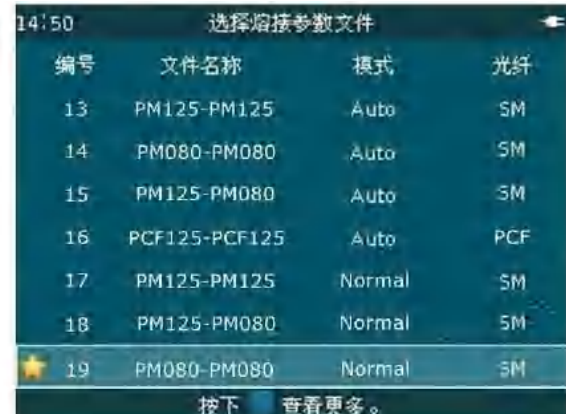 14:50 选择熔接参数文件
编号 文件名称 模式 光纤
13 PM125-PM125 Auto SM
14 PM080-PM080 Auto SM
15 PM125-PM080 Auto SM
16 PCF125-PCF125 Auto PCF
17 PM125-PM125 Normal SM
18 PM125-PM080 Normal SM
19 PM080-PM080 Normal SM
按下 查看更多。